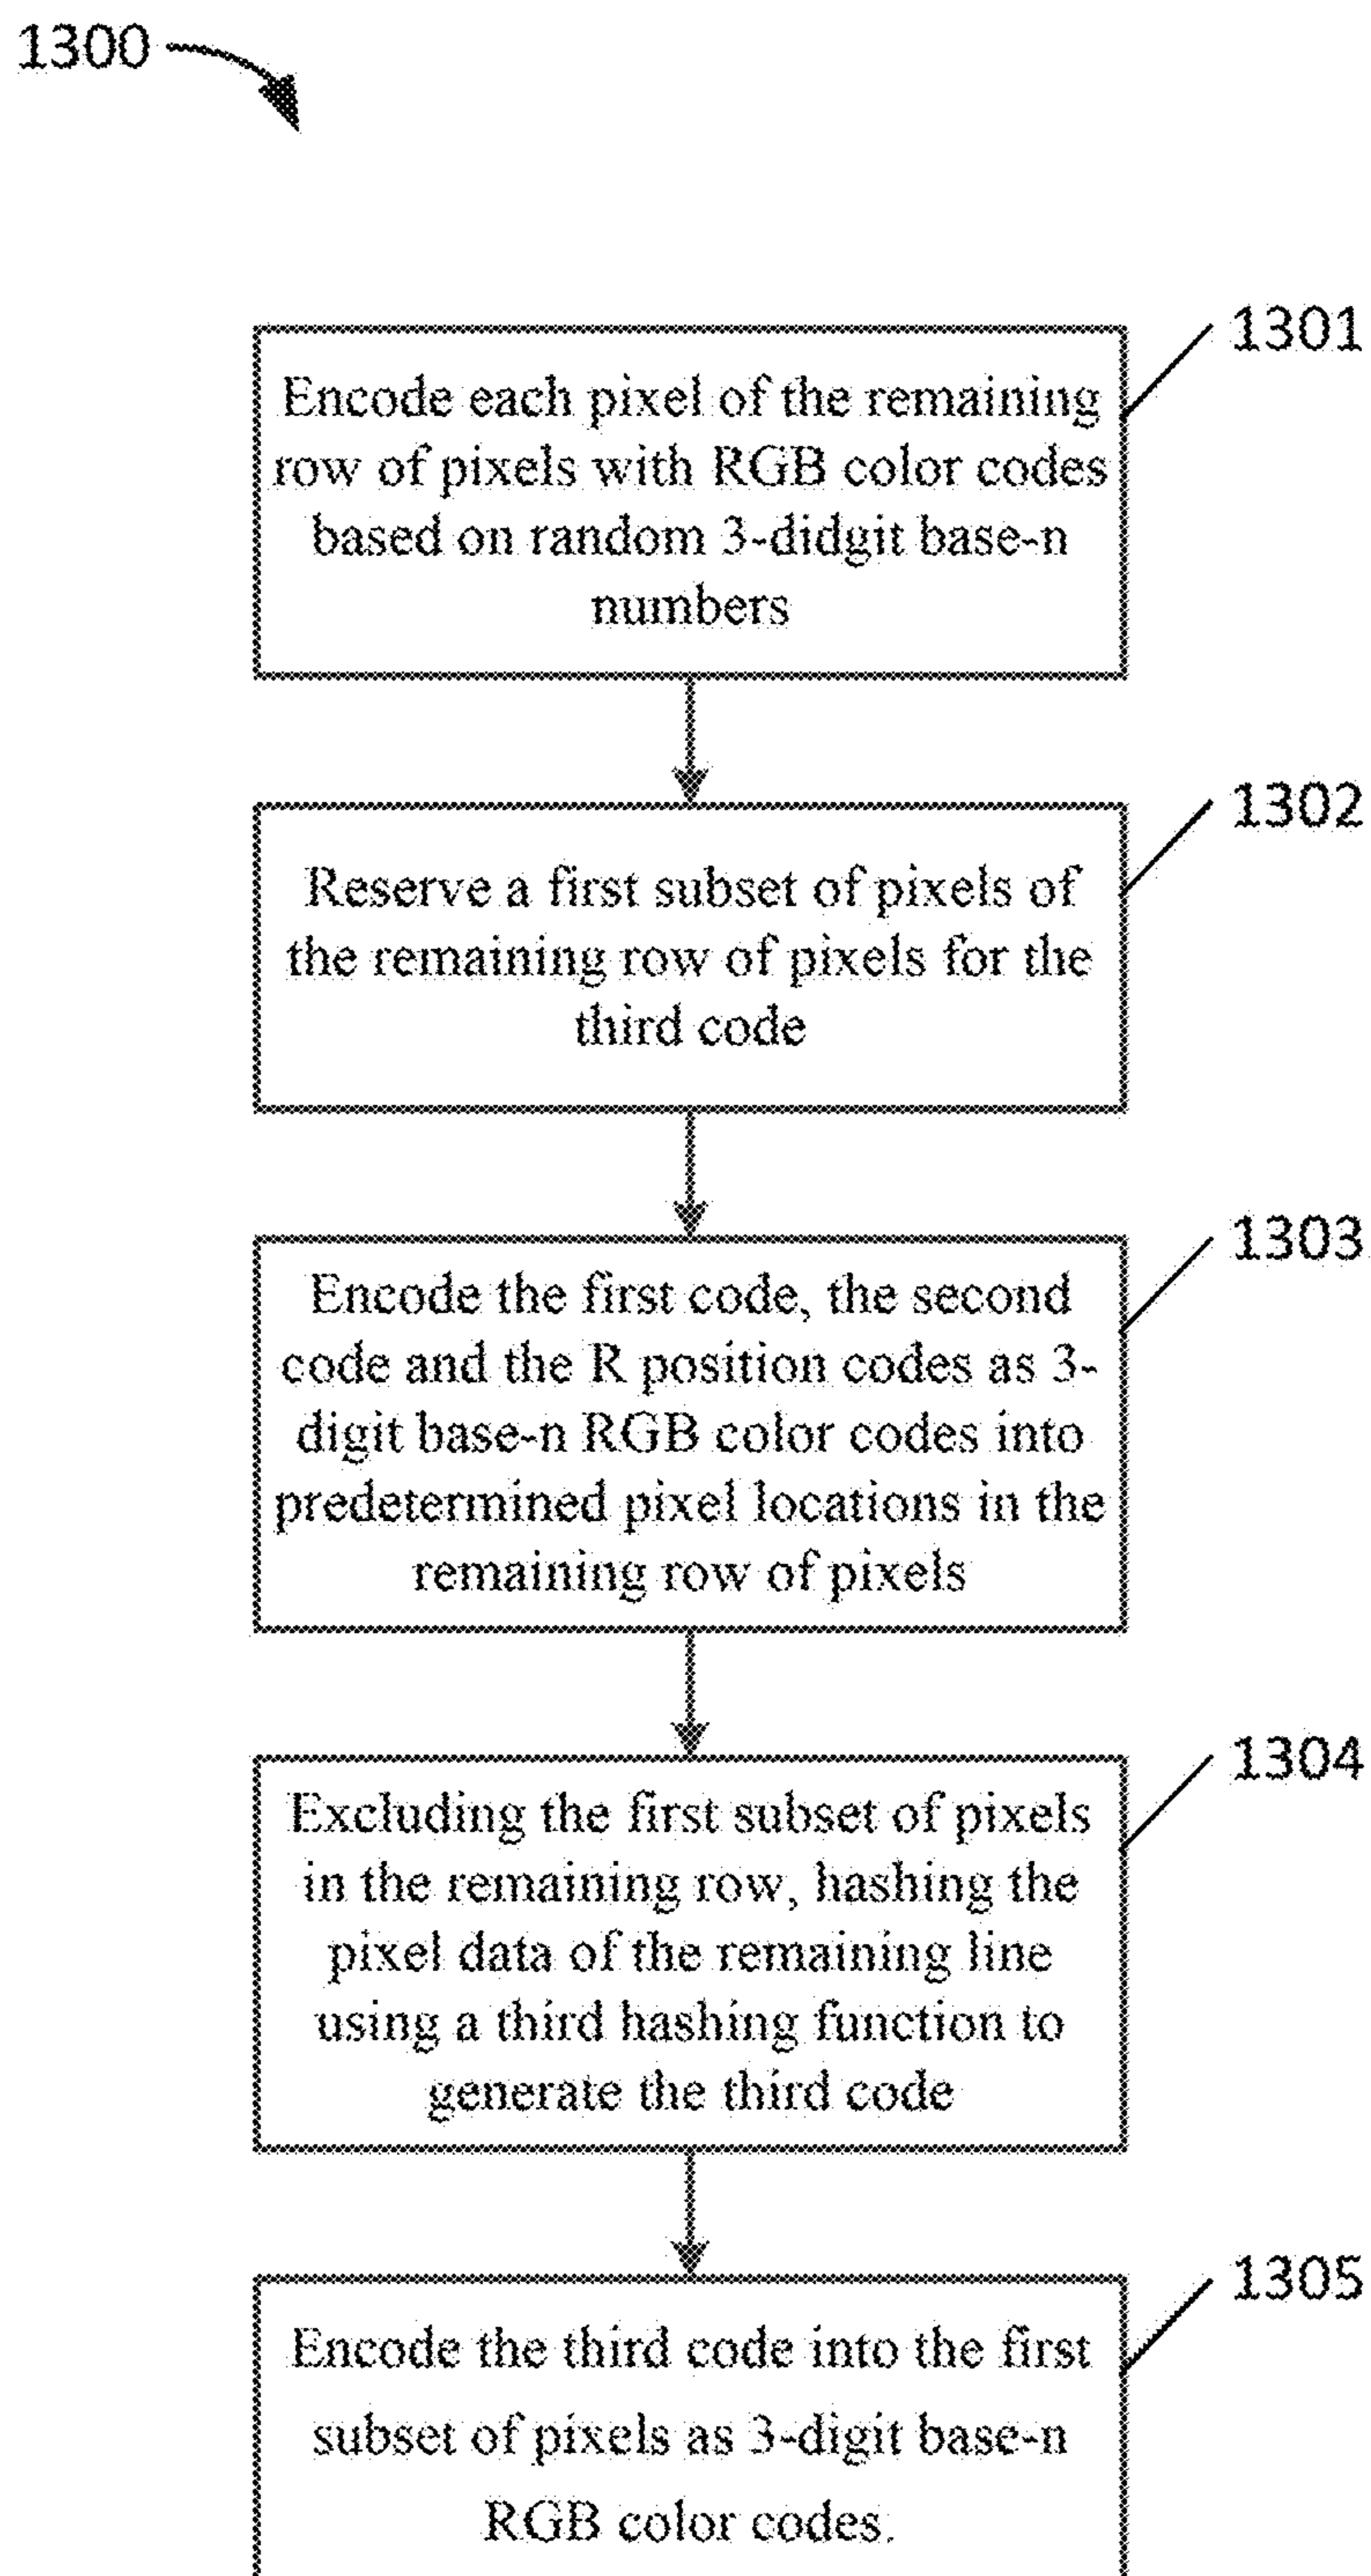 1300
1301
Encode each pixel of the remaining
row of pixels with RGB color codes
based on random 3-didgit base-n
numbers
1302
Reserve a first subset of pixels of
the remaining row of pixels for the
third code
1303
Encode the first code, the second
code and the R position codes as 3-
digit base-n RGB color codes into
predetermined pixel locations in the
remaining row of pixels
1304
Excluding the first subset of pixels
in the remaining row, hashing the
pixel data of the remaining line
using a third hashing function to
generate the third code
1305
Encode the third code into the first
subset of pixels as 3-digit base-n
RGB color codes.